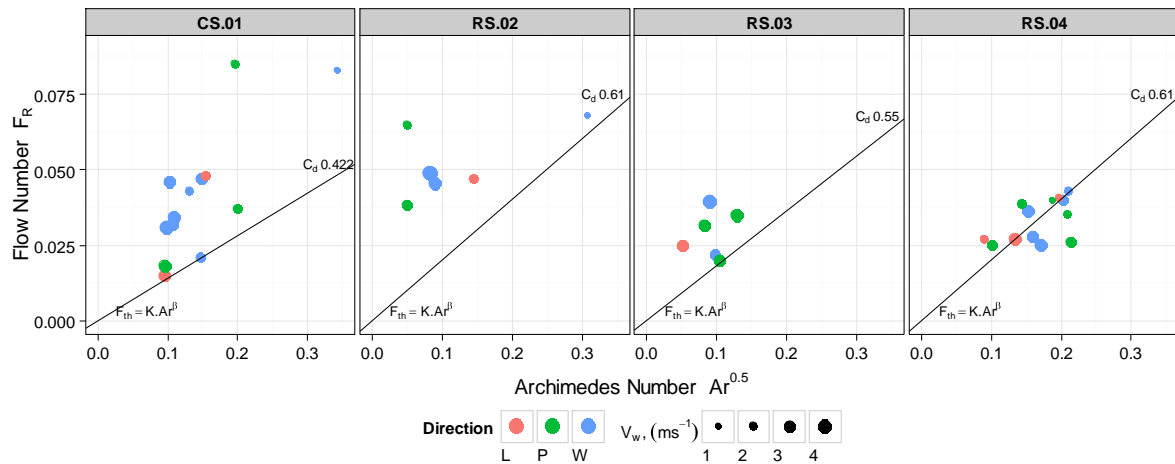 CS.01 RS.02 RS.03 RS.04
Flow Number F_R
0.075
0.050
0.025
0.000
C_d 0.422
F_th = K.Ar^β
C_d 0.61
F_th = K.Ar^β
C_d 0.55
F_th = K.Ar^β
C_d 0.61
F_th = K.Ar^β
0.0 0.1 0.2 0.3 0.0 0.1 0.2 0.3 0.0 0.1 0.2 0.3 0.0 0.1 0.2 0.3
Archimedes Number Ar^0.5
Direction V_w, (ms^−1)
L P W 1 2 3 4